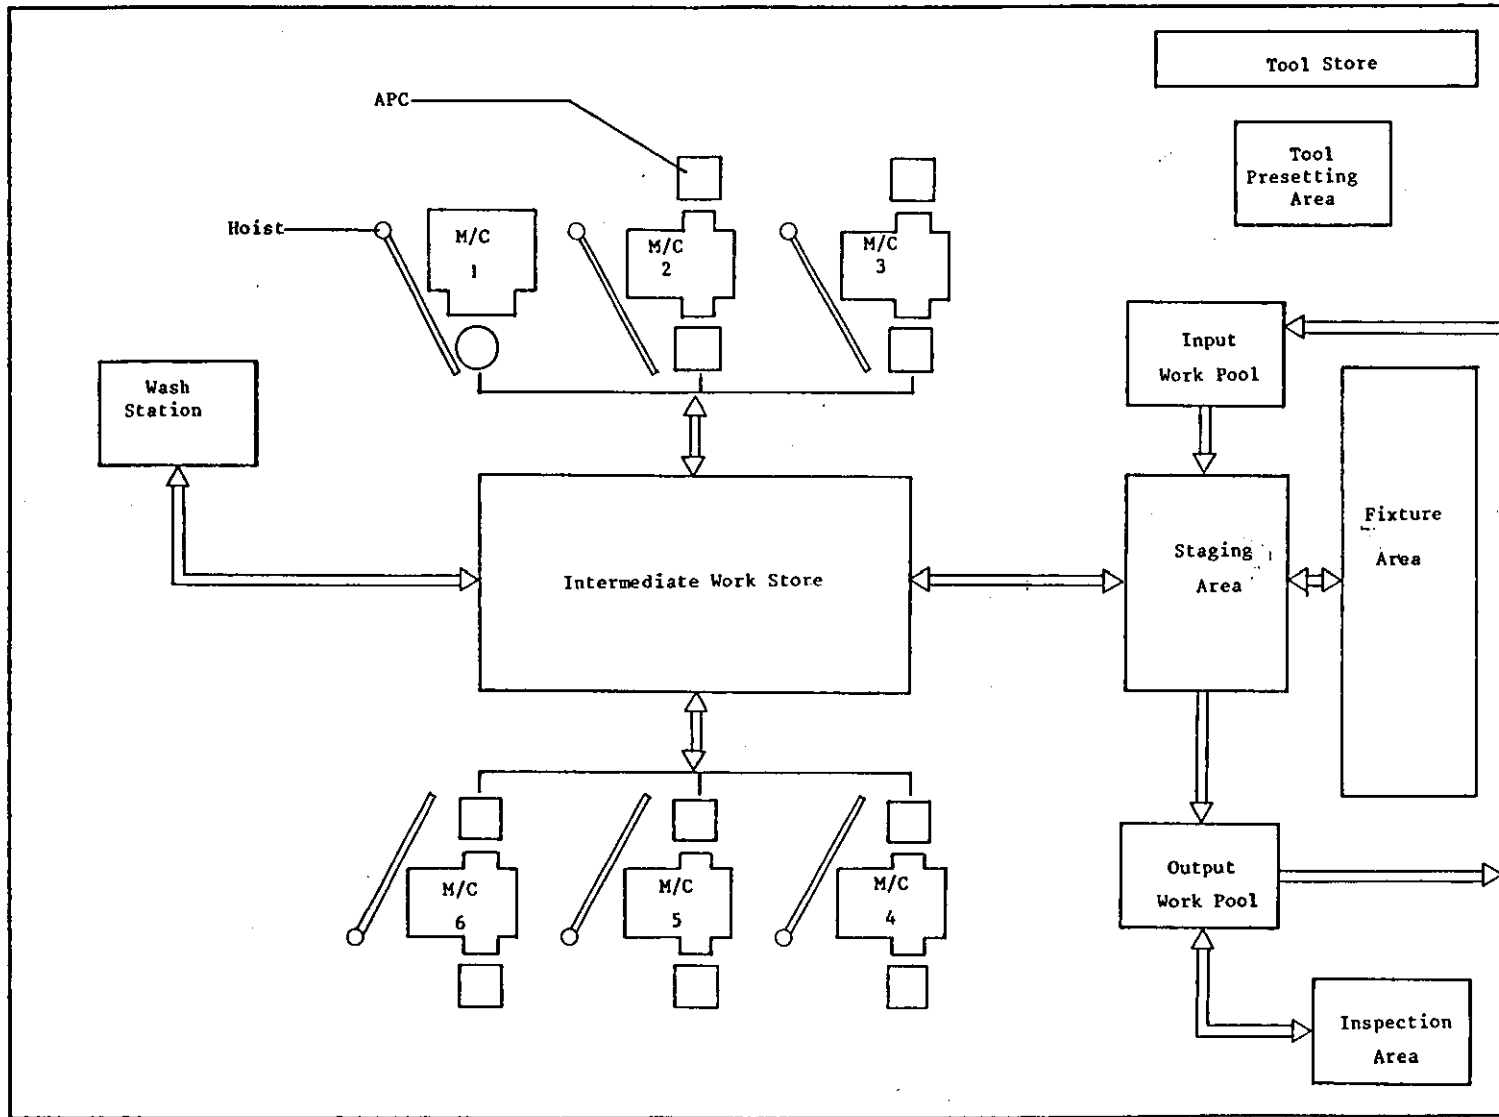 Tool Store
APC
Tool
Presetting
Area
Hoist
M/C
1
M/C
2
M/C
3
Input
Work Pool
Wash
Station
Fixture
Area
Staging
Area
Intermediate Work Store
Output
Work Pool
M/C
6
M/C
5
M/C
4
Inspection
Area